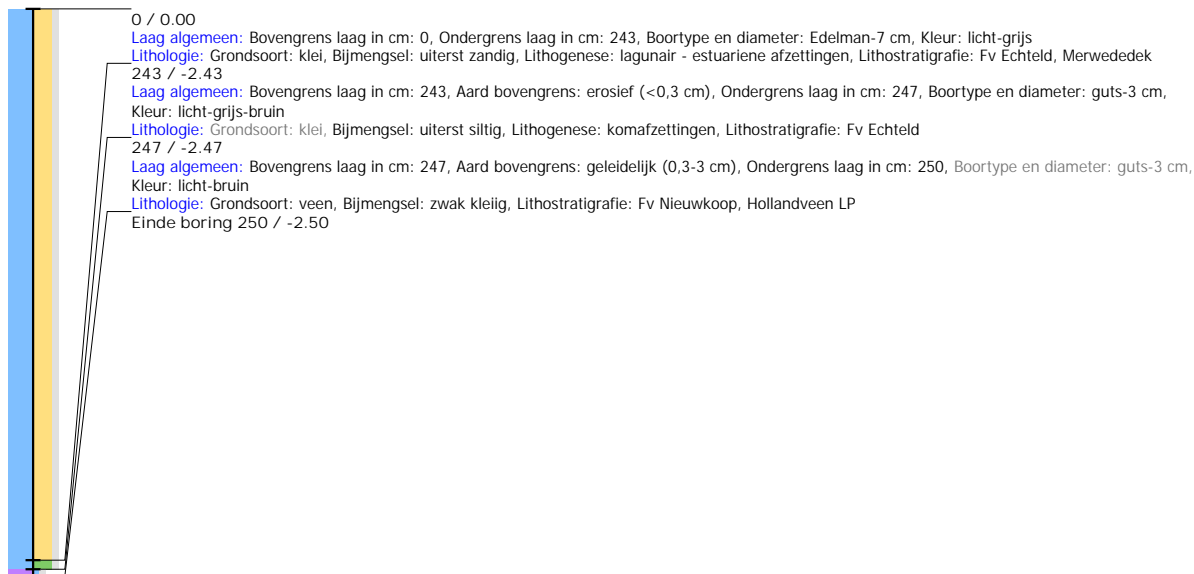 0 / 0.00
Laag algemeen: Bovengrens laag in cm: 0, Ondergrens laag in cm: 243, Boortype en diameter: Edelman-7 cm, Kleur: licht-grijs
Lithologie: Grondsoort: klei, Bijmengsel: uiterst zandig, Lithogenese: lagunair - estuariene afzettingen, Lithostratigrafie: Fv Echteld, Merwededek
243 / -2.43
Laag algemeen: Bovengrens laag in cm: 243, Aard bovengrens: erosief (<0,3 cm), Ondergrens laag in cm: 247, Boortype en diameter: guts-3 cm,
Kleur: licht-grijs-bruin
Lithologie: Grondsoort: klei, Bijmengsel: uiterst siltig, Lithogenese: komafzettingen, Lithostratigrafie: Fv Echteld
247 / -2.47
Laag algemeen: Bovengrens laag in cm: 247, Aard bovengrens: geleidelijk (0,3-3 cm), Ondergrens laag in cm: 250, Boortype en diameter: guts-3 cm,
Kleur: licht-bruin
Lithologie: Grondsoort: veen, Bijmengsel: zwak kleiig, Lithostratigrafie: Fv Nieuwkoop, Hollandveen LP
Einde boring 250 / -2.50